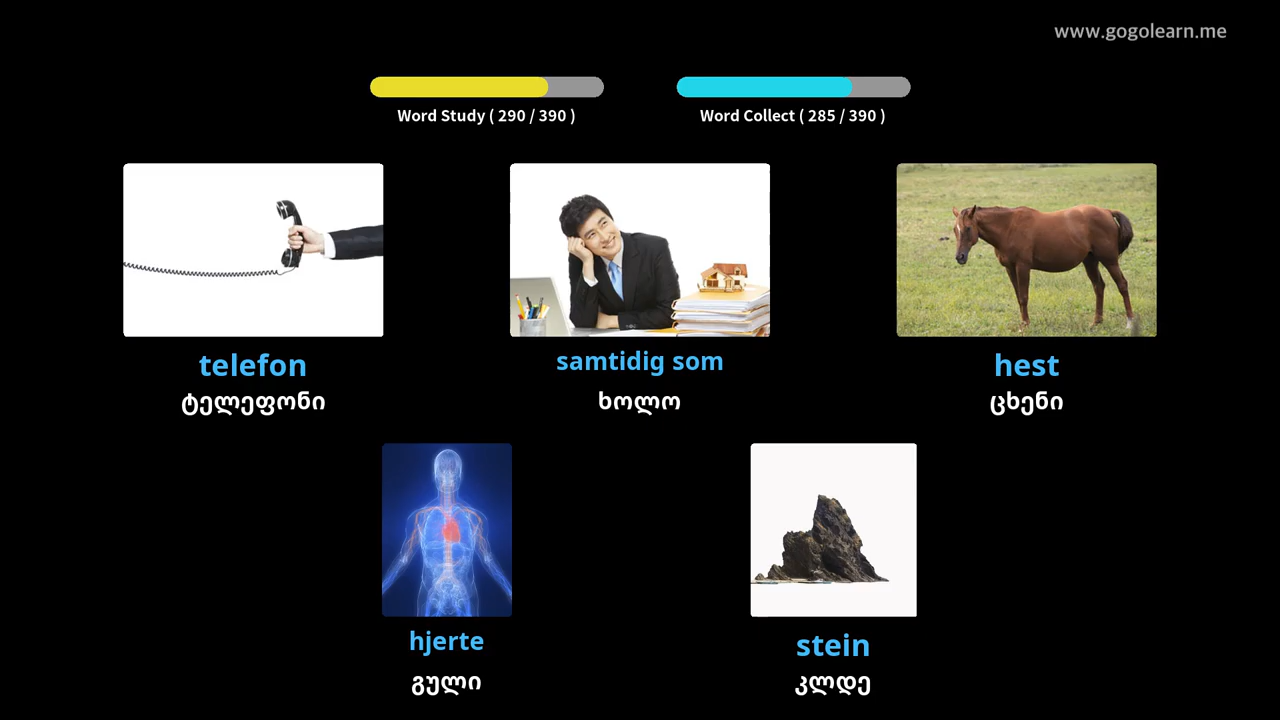 www.gogolearn.me
Word Study ( 290 / 390 )
Word Collect ( 285 / 390 )
telefon
ტელეფონი
samtidig som
ხოლო
hest
ცხენი
hjerte
გული
stein
კლდე